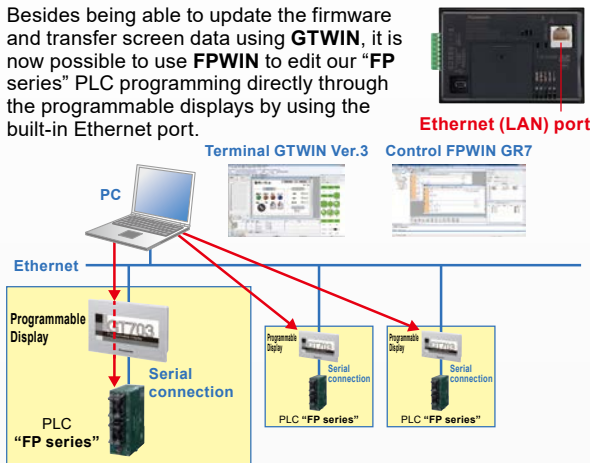 Besides being able to update the firmware
and transfer screen data using GTWIN, it is
now possible to use FPWIN to edit our “FP
series” PLC programming directly through
the programmable displays by using the
built-in Ethernet port.
Ethernet (LAN) port
Terminal GTWIN Ver.3
Control FPWIN GR7
PC
Ethernet
Programmable
Display
GT703
Serial
connection
PLC
“FP series”
Programmable
Display
GT703
Serial
connection
PLC “FP series”
Programmable
Display
GT703
Serial
connection
PLC “FP series”